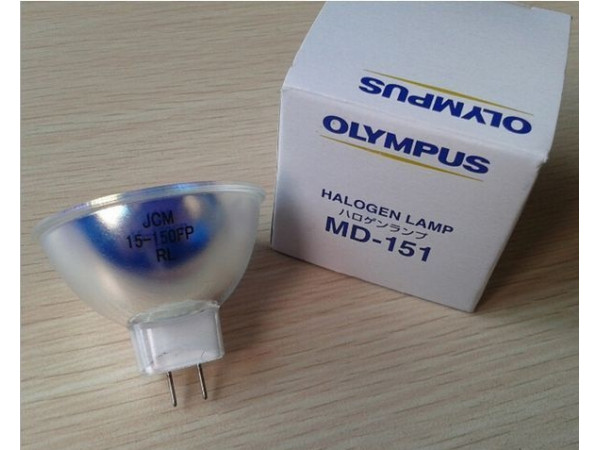 OLYMPUS
OLYMPUS
HALOGEN LAMP
ハロゲンランプ
MD-151
JCM
15-150FP
RL